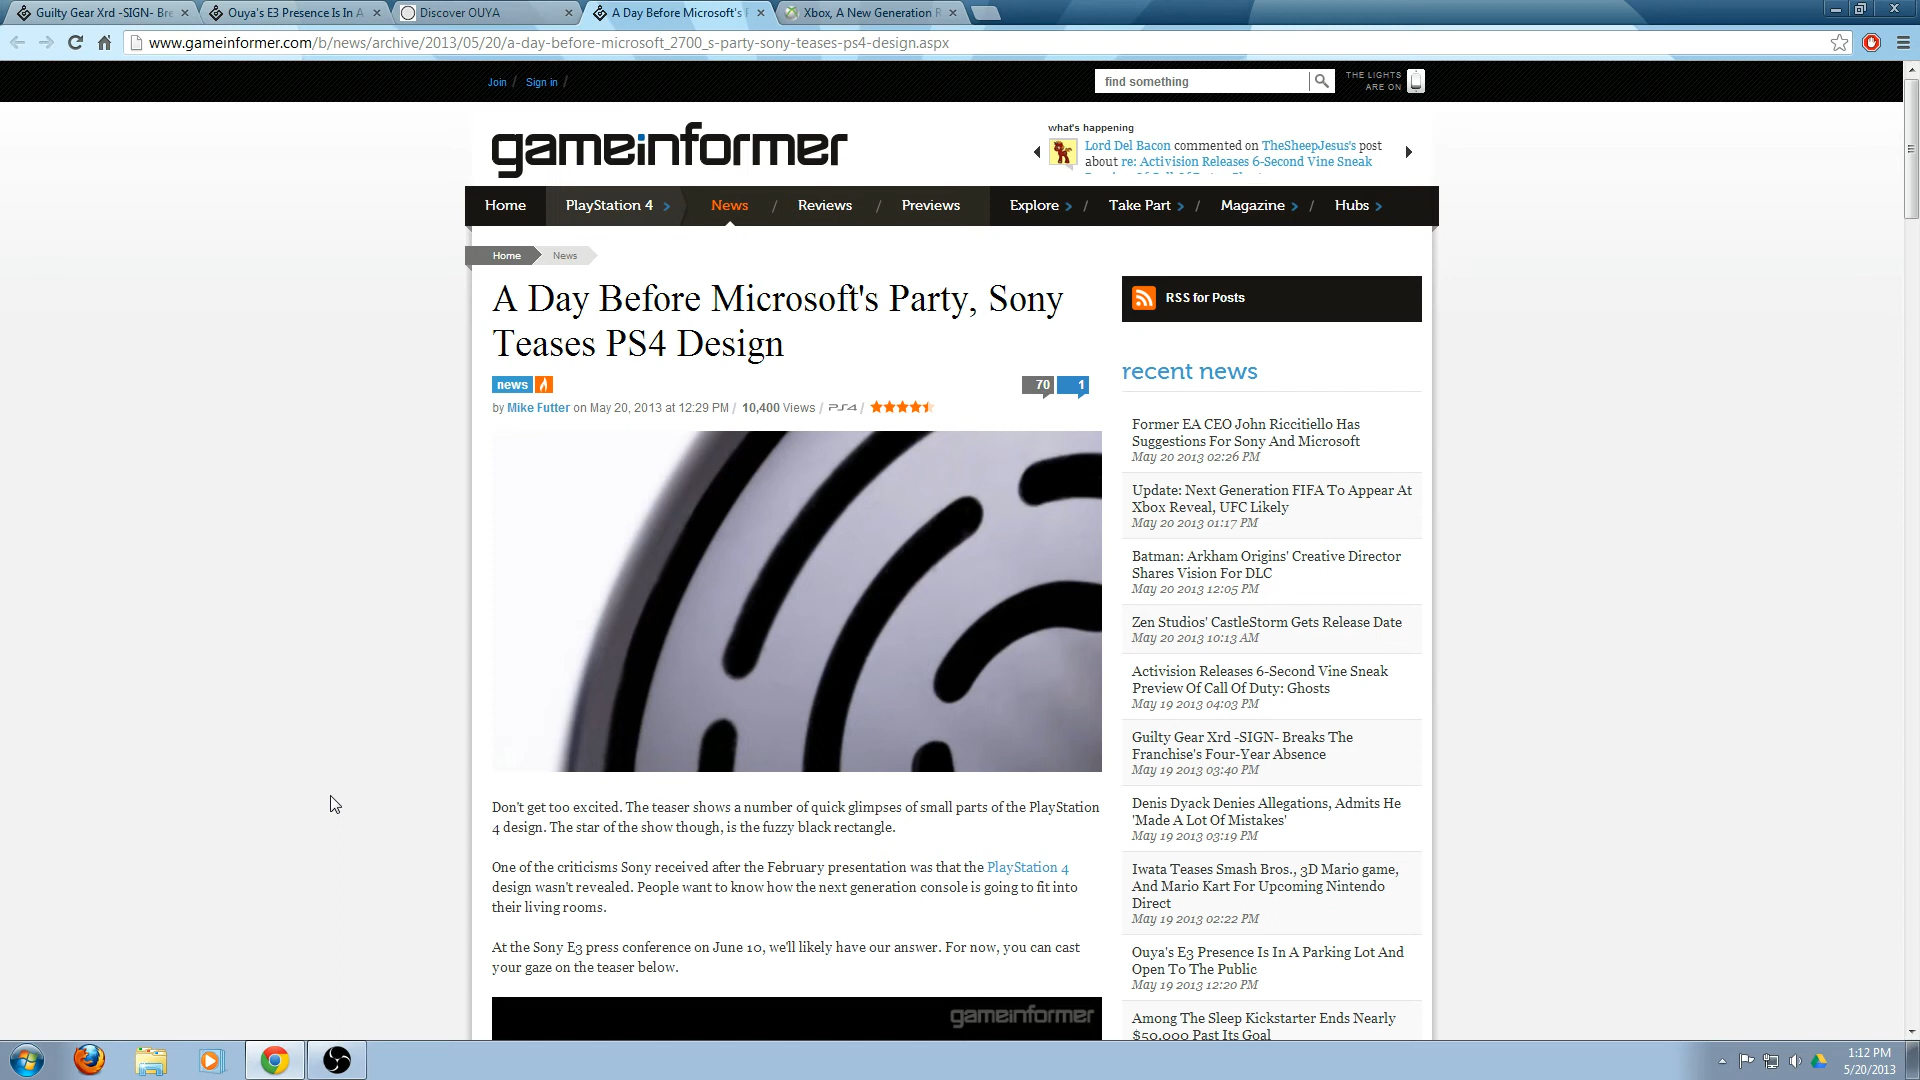 Guilty Gear Xrd -SIGN- Bre
Ouya's E3 Presence Is In A
Discover OUYA
A Day Before Microsoft's
Xbox, A New Generation R
www.gameinformer.com/b/news/archive/2013/05/20/a-day-before-microsoft_2700_s-party-sony-teases-ps4-design.aspx
Join / Sign in /
find something
THE LIGHTS
ARE ON
gameinformer
what's happening
Lord Del Bacon commented on TheSheepJesus's post
about re: Activision Releases 6-Second Vine Sneak
Home PlayStation 4 News / Reviews / Previews Explore / Take Part / Magazine / Hubs
Home News
A Day Before Microsoft's Party, Sony
Teases PS4 Design
news
70 1
by Mike Futter on May 20, 2013 at 12:29 PM / 10,400 Views / PS4 /
Don't get too excited. The teaser shows a number of quick glimpses of small parts of the PlayStation
4 design. The star of the show though, is the fuzzy black rectangle.
One of the criticisms Sony received after the February presentation was that the PlayStation 4
design wasn't revealed. People want to know how the next generation console is going to fit into
their living rooms.
At the Sony E3 press conference on June 10, we'll likely have our answer. For now, you can cast
your gaze on the teaser below.
gameinformer
RSS for Posts
recent news
Former EA CEO John Riccitiello Has
Suggestions For Sony And Microsoft
May 20 2013 02:26 PM
Update: Next Generation FIFA To Appear At
Xbox Reveal, UFC Likely
May 20 2013 01:17 PM
Batman: Arkham Origins' Creative Director
Shares Vision For DLC
May 20 2013 12:05 PM
Zen Studios' CastleStorm Gets Release Date
May 20 2013 10:13 AM
Activision Releases 6-Second Vine Sneak
Preview Of Call Of Duty: Ghosts
May 19 2013 04:03 PM
Guilty Gear Xrd -SIGN- Breaks The
Franchise's Four-Year Absence
May 19 2013 03:40 PM
Denis Dyack Denies Allegations, Admits He
'Made A Lot Of Mistakes'
May 19 2013 03:19 PM
Iwata Teases Smash Bros., 3D Mario game,
And Mario Kart For Upcoming Nintendo
Direct
May 19 2013 02:22 PM
Ouya's E3 Presence Is In A Parking Lot And
Open To The Public
May 19 2013 12:20 PM
Among The Sleep Kickstarter Ends Nearly
$50,000 Past Its Goal
1:12 PM
5/20/2013